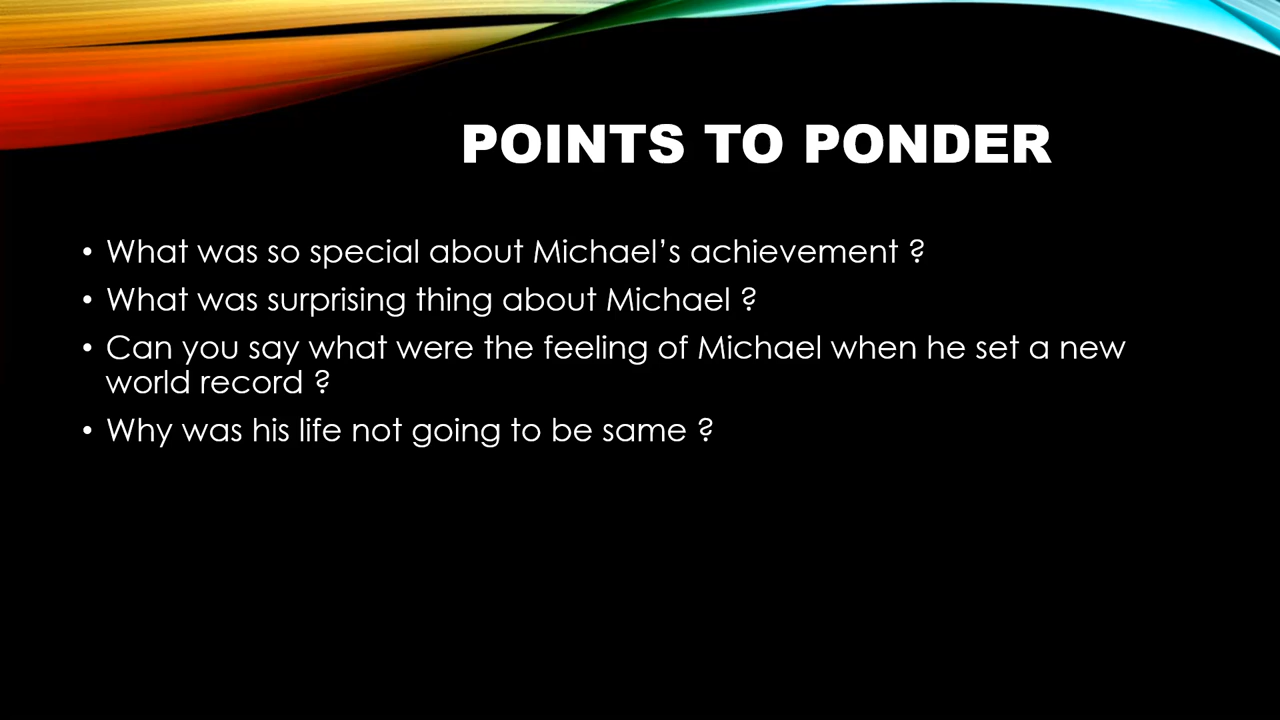 POINTS TO PONDER
• What was so special about Michael’s achievement ?
• What was surprising thing about Michael ?
• Can you say what were the feeling of Michael when he set a new
world record ?
• Why was his life not going to be same ?